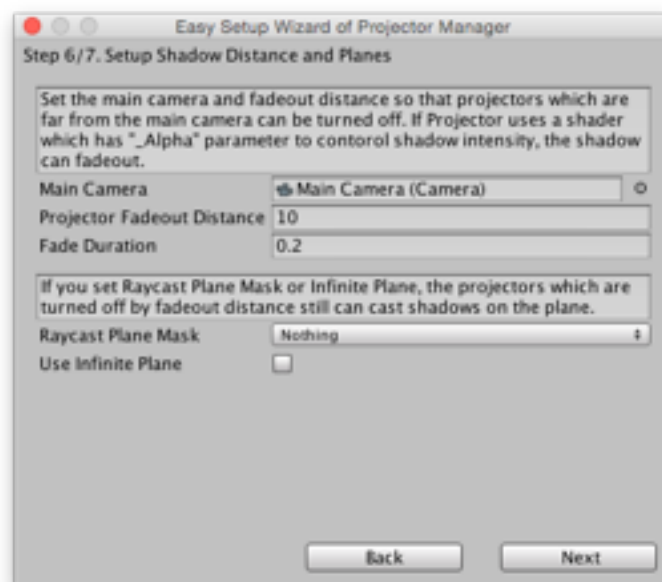 Easy Setup Wizard of Projector Manager
Step 6/7. Setup Shadow Distance and Planes
Set the main camera and fadeout distance so that projectors which are
far from the main camera can be turned off. If Projector uses a shader
which has "_Alpha" parameter to contorol shadow intensity, the shadow
can fadeout.
Main Camera Main Camera (Camera)
Projector Fadeout Distance 10
Fade Duration 0.2
If you set Raycast Plane Mask or Infinite Plane, the projectors which are
turned off by fadeout distance still can cast shadows on the plane.
Raycast Plane Mask Nothing
Use Infinite Plane
Back Next